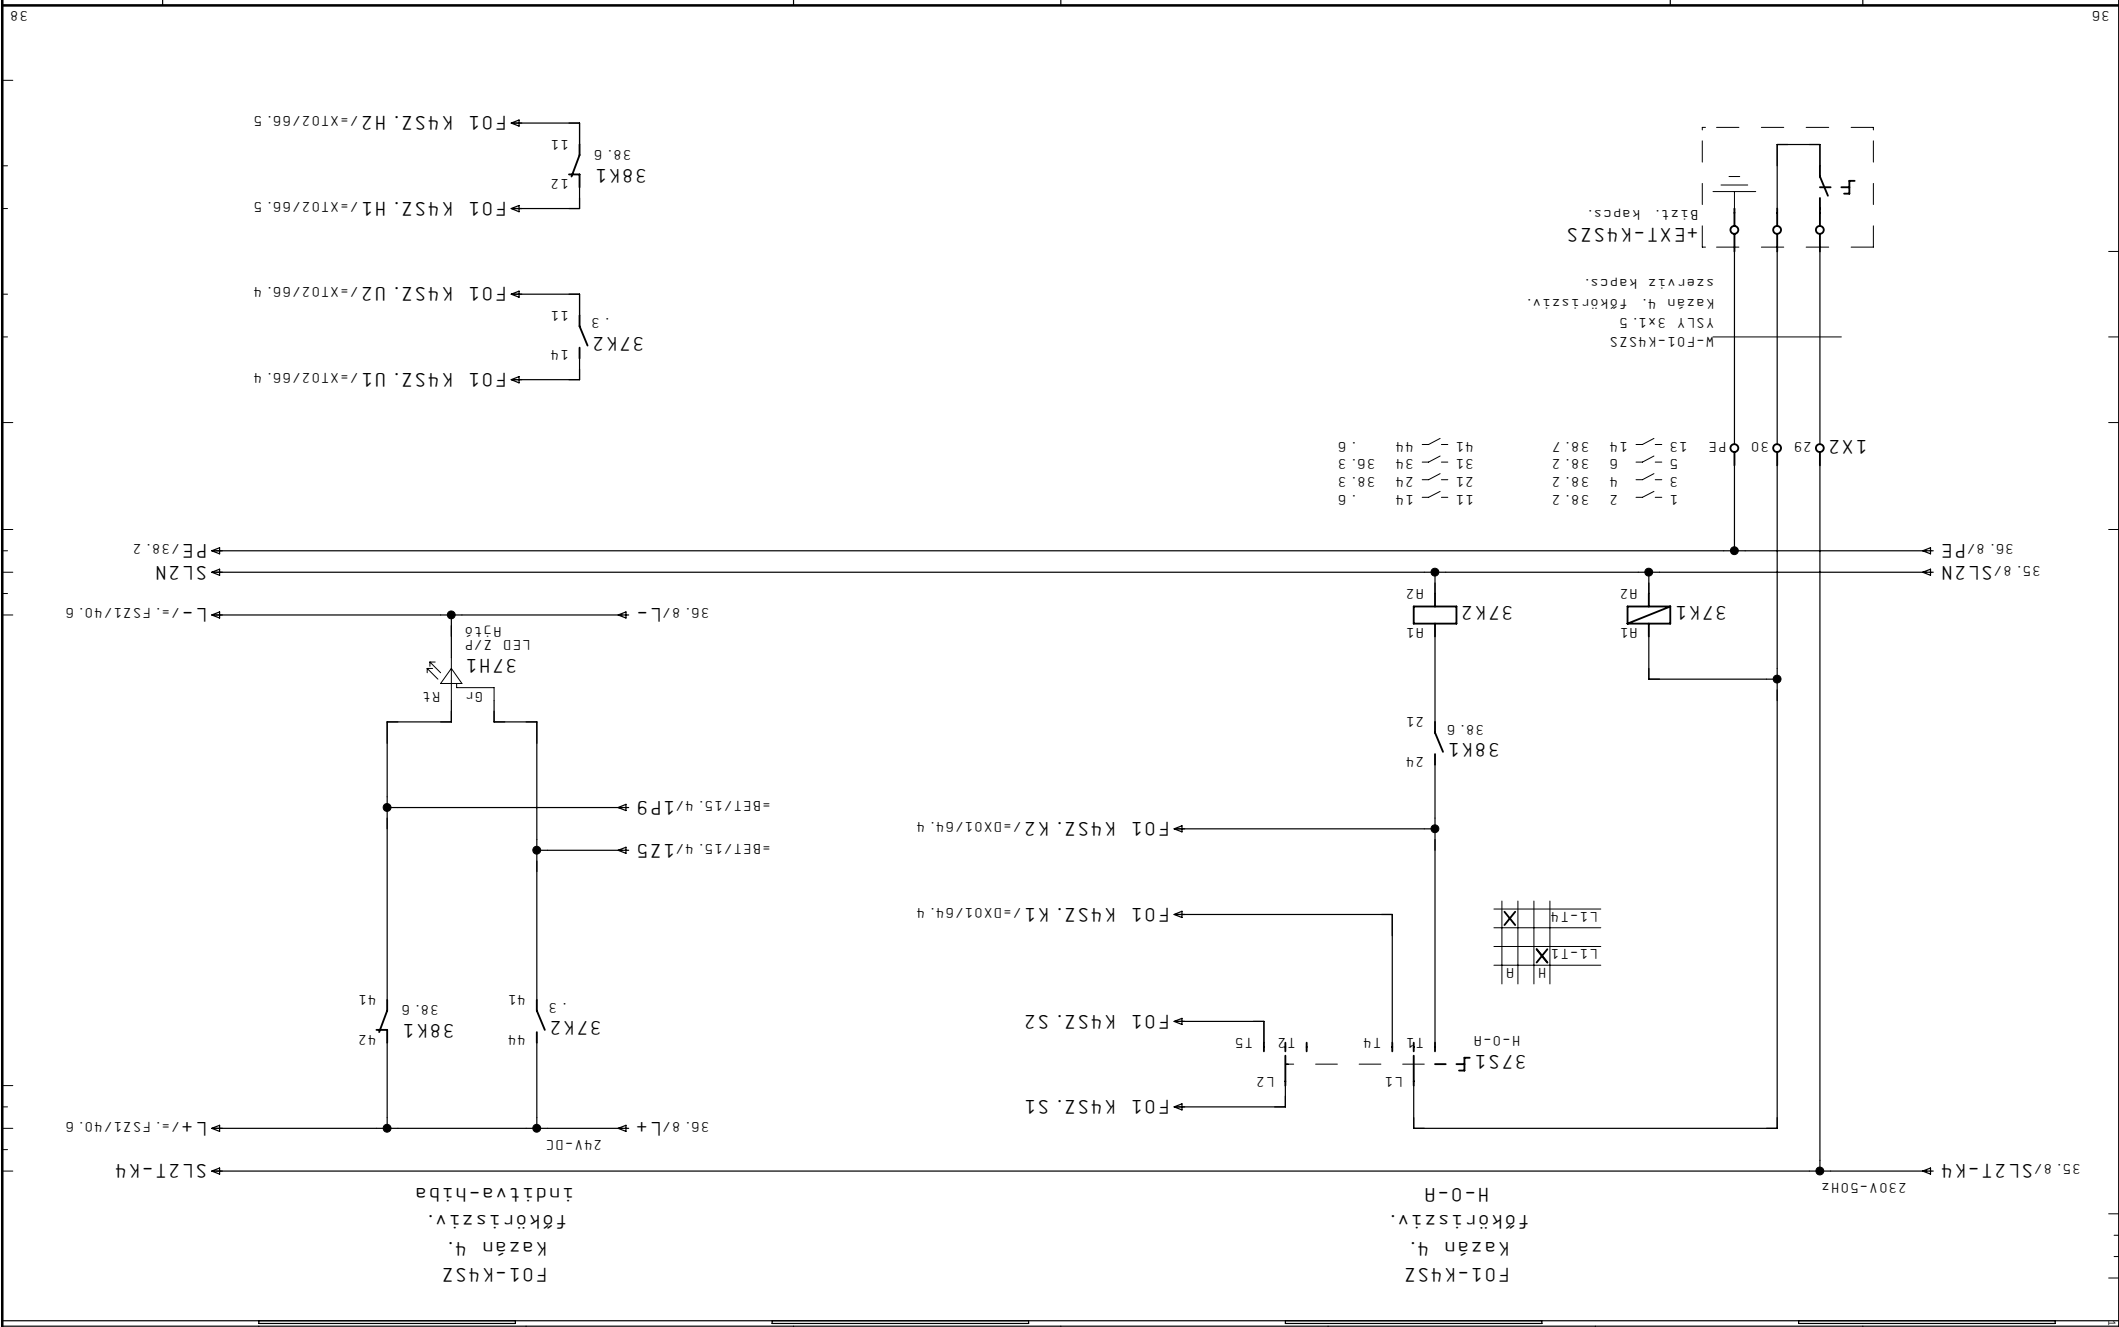 F01-K4SZ
Kazán 4.
főkörisziv.
H-0-A
F01-K4SZ
Kazán 4.
főkörisziv.
inditva-hiba
230V-50Hz
35.8/SL2T-K4
SL2T-K4
24V-DC
36.8/L+
L+/=.FSZ1/40.6
F01 K4SZ.S1
L1
L2
37S1
H-0-A
T1
T4
T2
T5
F01 K4SZ.S2
37K2
.3
44
41
38K1
38.6
42
41
H A
L1-T1 X
L1-T4 X
F01 K4SZ.K1/=DX01/64.4
F01 K4SZ.K2/=DX01/64.4
=BET/15.4/1Z5
=BET/15.4/1P9
38K1
38.6
24
21
Gr
Rt
37H1
LED Z/P
Ajtó
37K1
A1
A2
37K2
A1
A2
36.8/L-
L-/=.FSZ1/40.6
35.8/SL2N
SL2N
36.8/PE
PE/38.2
1 2 38.2
3 4 38.2
5 6 38.2
13 14 38.7
11 14 .6
21 24 38.3
31 34 36.3
41 44 .6
1X2
29
30
PE
W-F01-K4SZS
YSLY 3x1.5
Kazán 4. főkörisziv.
szerviz kapcs.
+EXT-K4SZS
Bizt. kapcs.
F01 K4SZ.U1/=XT02/66.4
37K2
.3
14
11
F01 K4SZ.U2/=XT02/66.4
F01 K4SZ.H1/=XT02/66.5
38K1
38.6
12
11
F01 K4SZ.H2/=XT02/66.5
36
38